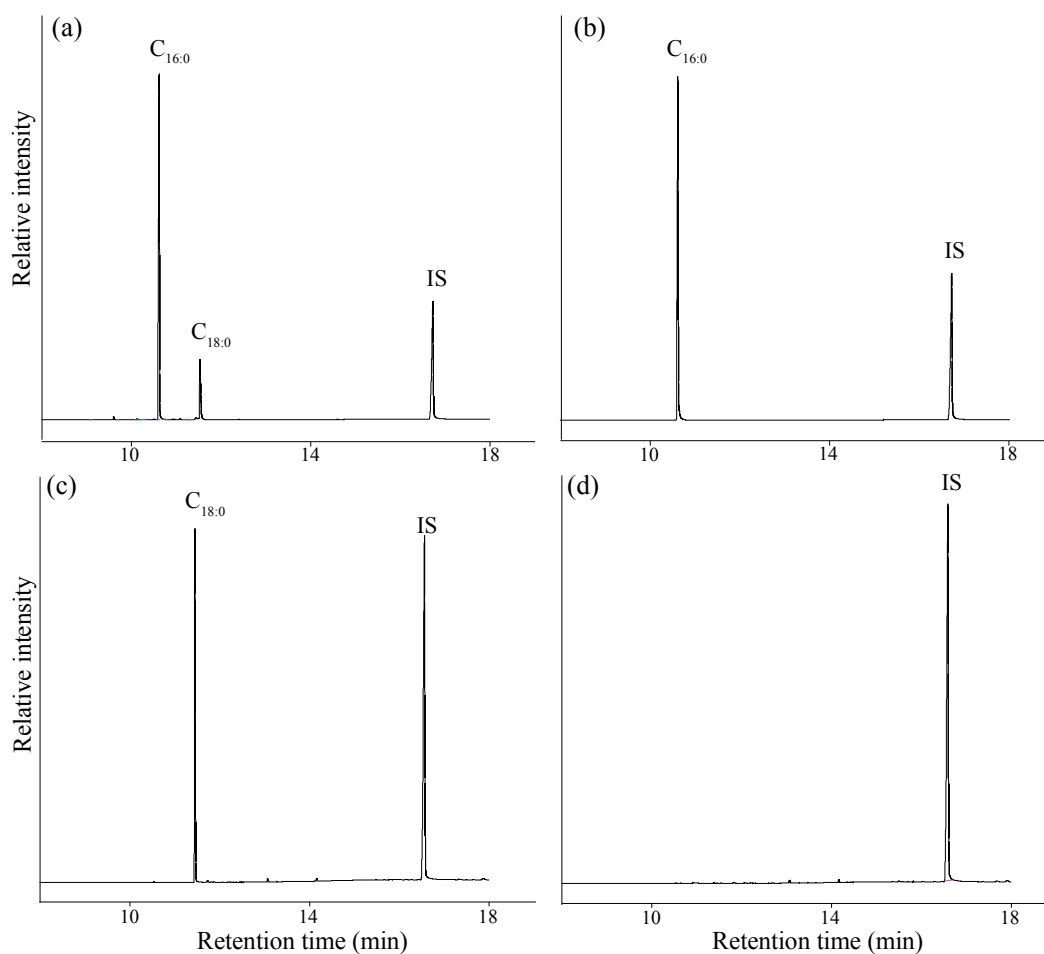 (a)
C16:0
C18:0
IS
Relative intensity
10
14
18
(b)
C16:0
IS
10
14
18
(c)
C18:0
IS
Relative intensity
10
14
18
Retention time (min)
(d)
IS
10
14
18
Retention time (min)